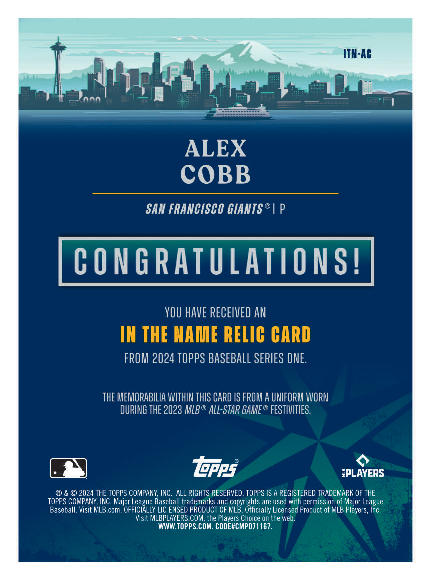 ITN-AC
ALEX
COBB
SAN FRANCISCO GIANTS® | P
CONGRATULATIONS!
YOU HAVE RECEIVED AN
IN THE NAME RELIC CARD
FROM 2024 TOPPS BASEBALL SERIES ONE.
THE MEMORABILIA WITHIN THIS CARD IS FROM A UNIFORM WORN
DURING THE 2023 MLB® ALL-STAR GAME® FESTIVITIES.
topps®
MLB PLAYERS
® & © 2024 THE TOPPS COMPANY, INC. ALL RIGHTS RESERVED. TOPPS IS A REGISTERED TRADEMARK OF THE
TOPPS COMPANY, INC. Major League Baseball trademarks and copyrights are used with permission of Major League
Baseball. Visit MLB.com. OFFICIALLY LICENSED PRODUCT OF MLB. Officially Licensed Product of MLB Players, Inc.
Visit MLBPLAYERS.COM, the Players Choice on the web.
WWW.TOPPS.COM. CODE#CMP071167.